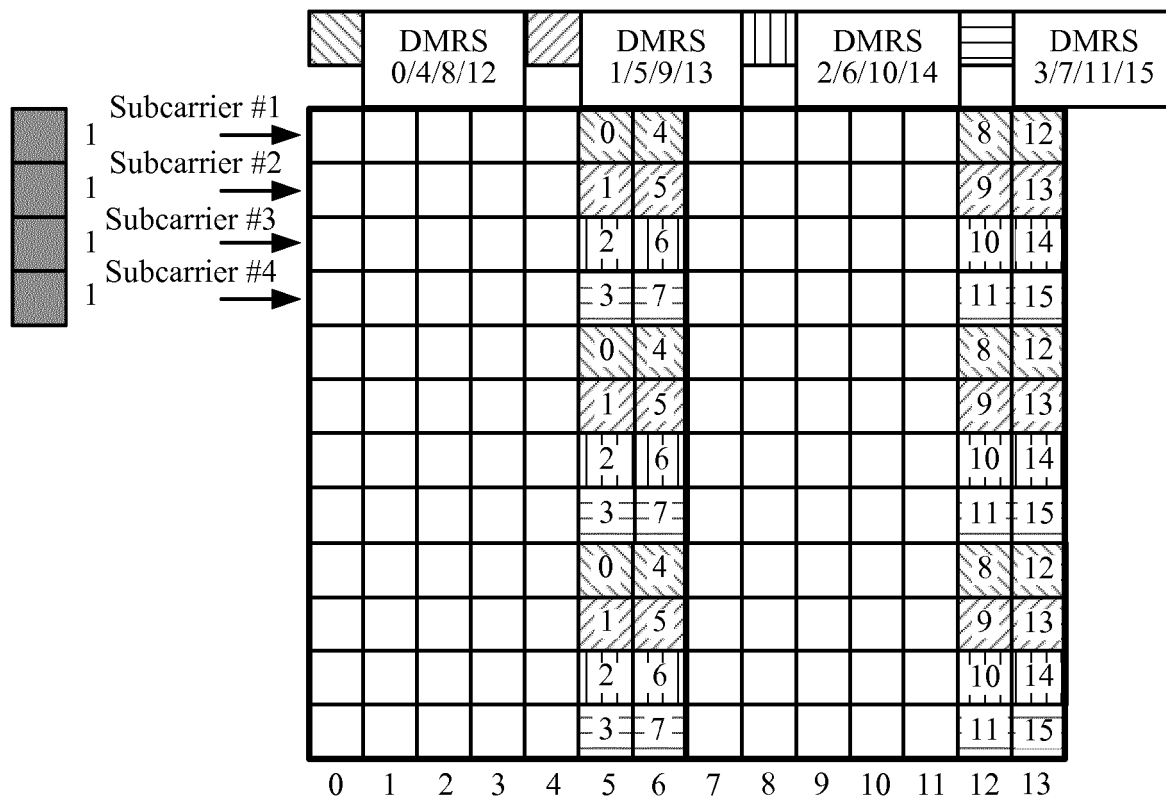 DMRS DMRS DMRS DMRS
0/4/8/12 1/5/9/13 2/6/10/14 3/7/11/15
Subcarrier #1
1 0 4 8 12
Subcarrier #2
1 1 5 9 13
Subcarrier #3
1 2 6 10 14
Subcarrier #4
1 3 7 11 15
0 4 8 12
1 5 9 13
2 6 10 14
3 7 11 15
0 4 8 12
1 5 9 13
2 6 10 14
3 7 11 15
0 1 2 3 4 5 6 7 8 9 10 11 12 13